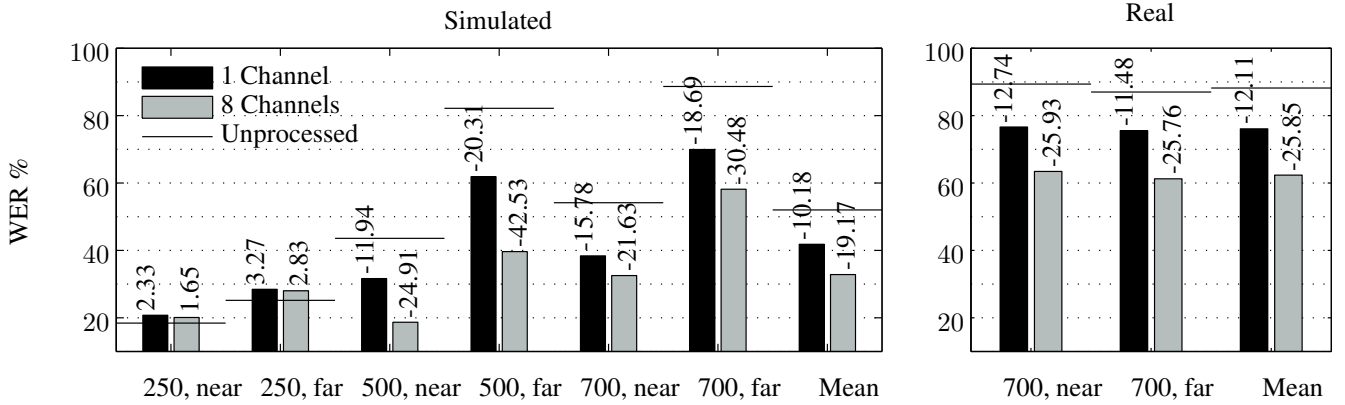 Simulated
Real
WER %
100
80
60
40
20
1 Channel
8 Channels
Unprocessed
2.33
1.65
3.27
2.83
-11.94
-24.91
-20.31
-42.53
-15.78
-21.63
-18.69
-30.48
-10.18
-19.17
250, near
250, far
500, near
500, far
700, near
700, far
Mean
100
80
60
40
20
-12.74
-25.93
-11.48
-25.76
-12.11
-25.85
700, near
700, far
Mean